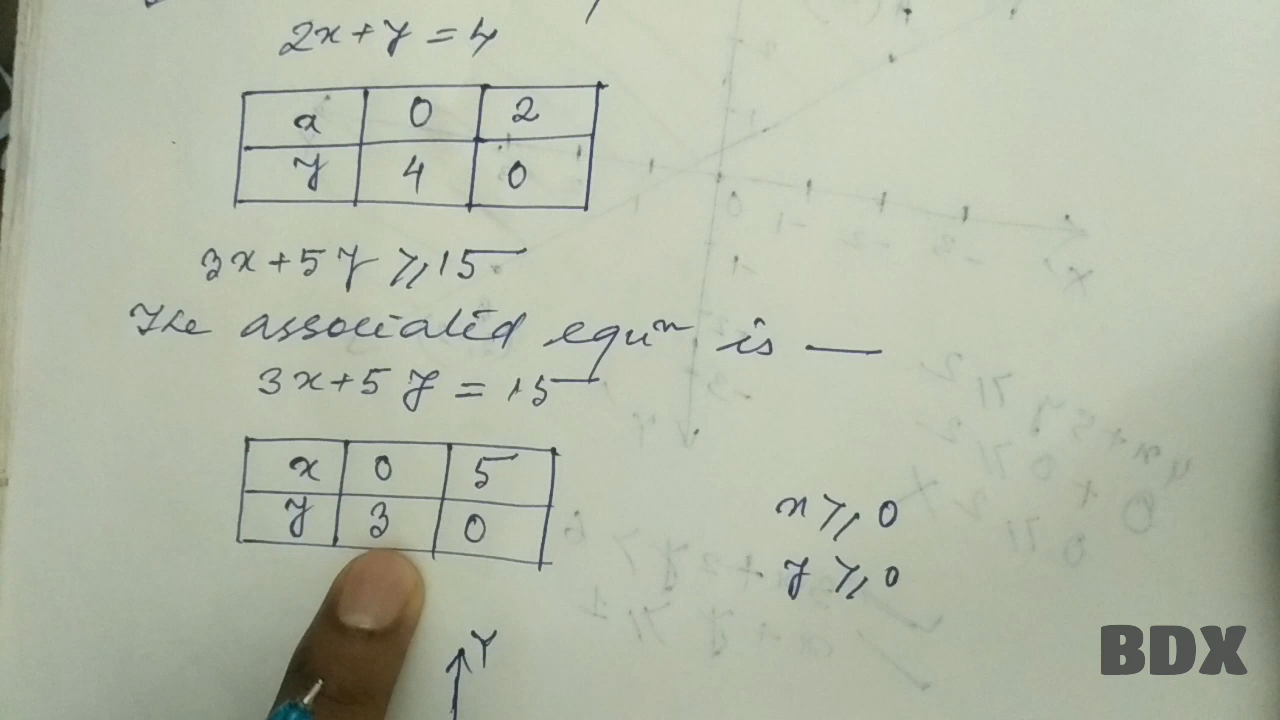 2x + y = 4
x 0 2
y 4 0
3x + 5y ⩾ 15
The associated equⁿ is —
3x + 5y = 15
x 0 5
y 3 0
x ⩾ 0
y ⩾ 0
Y
BDX